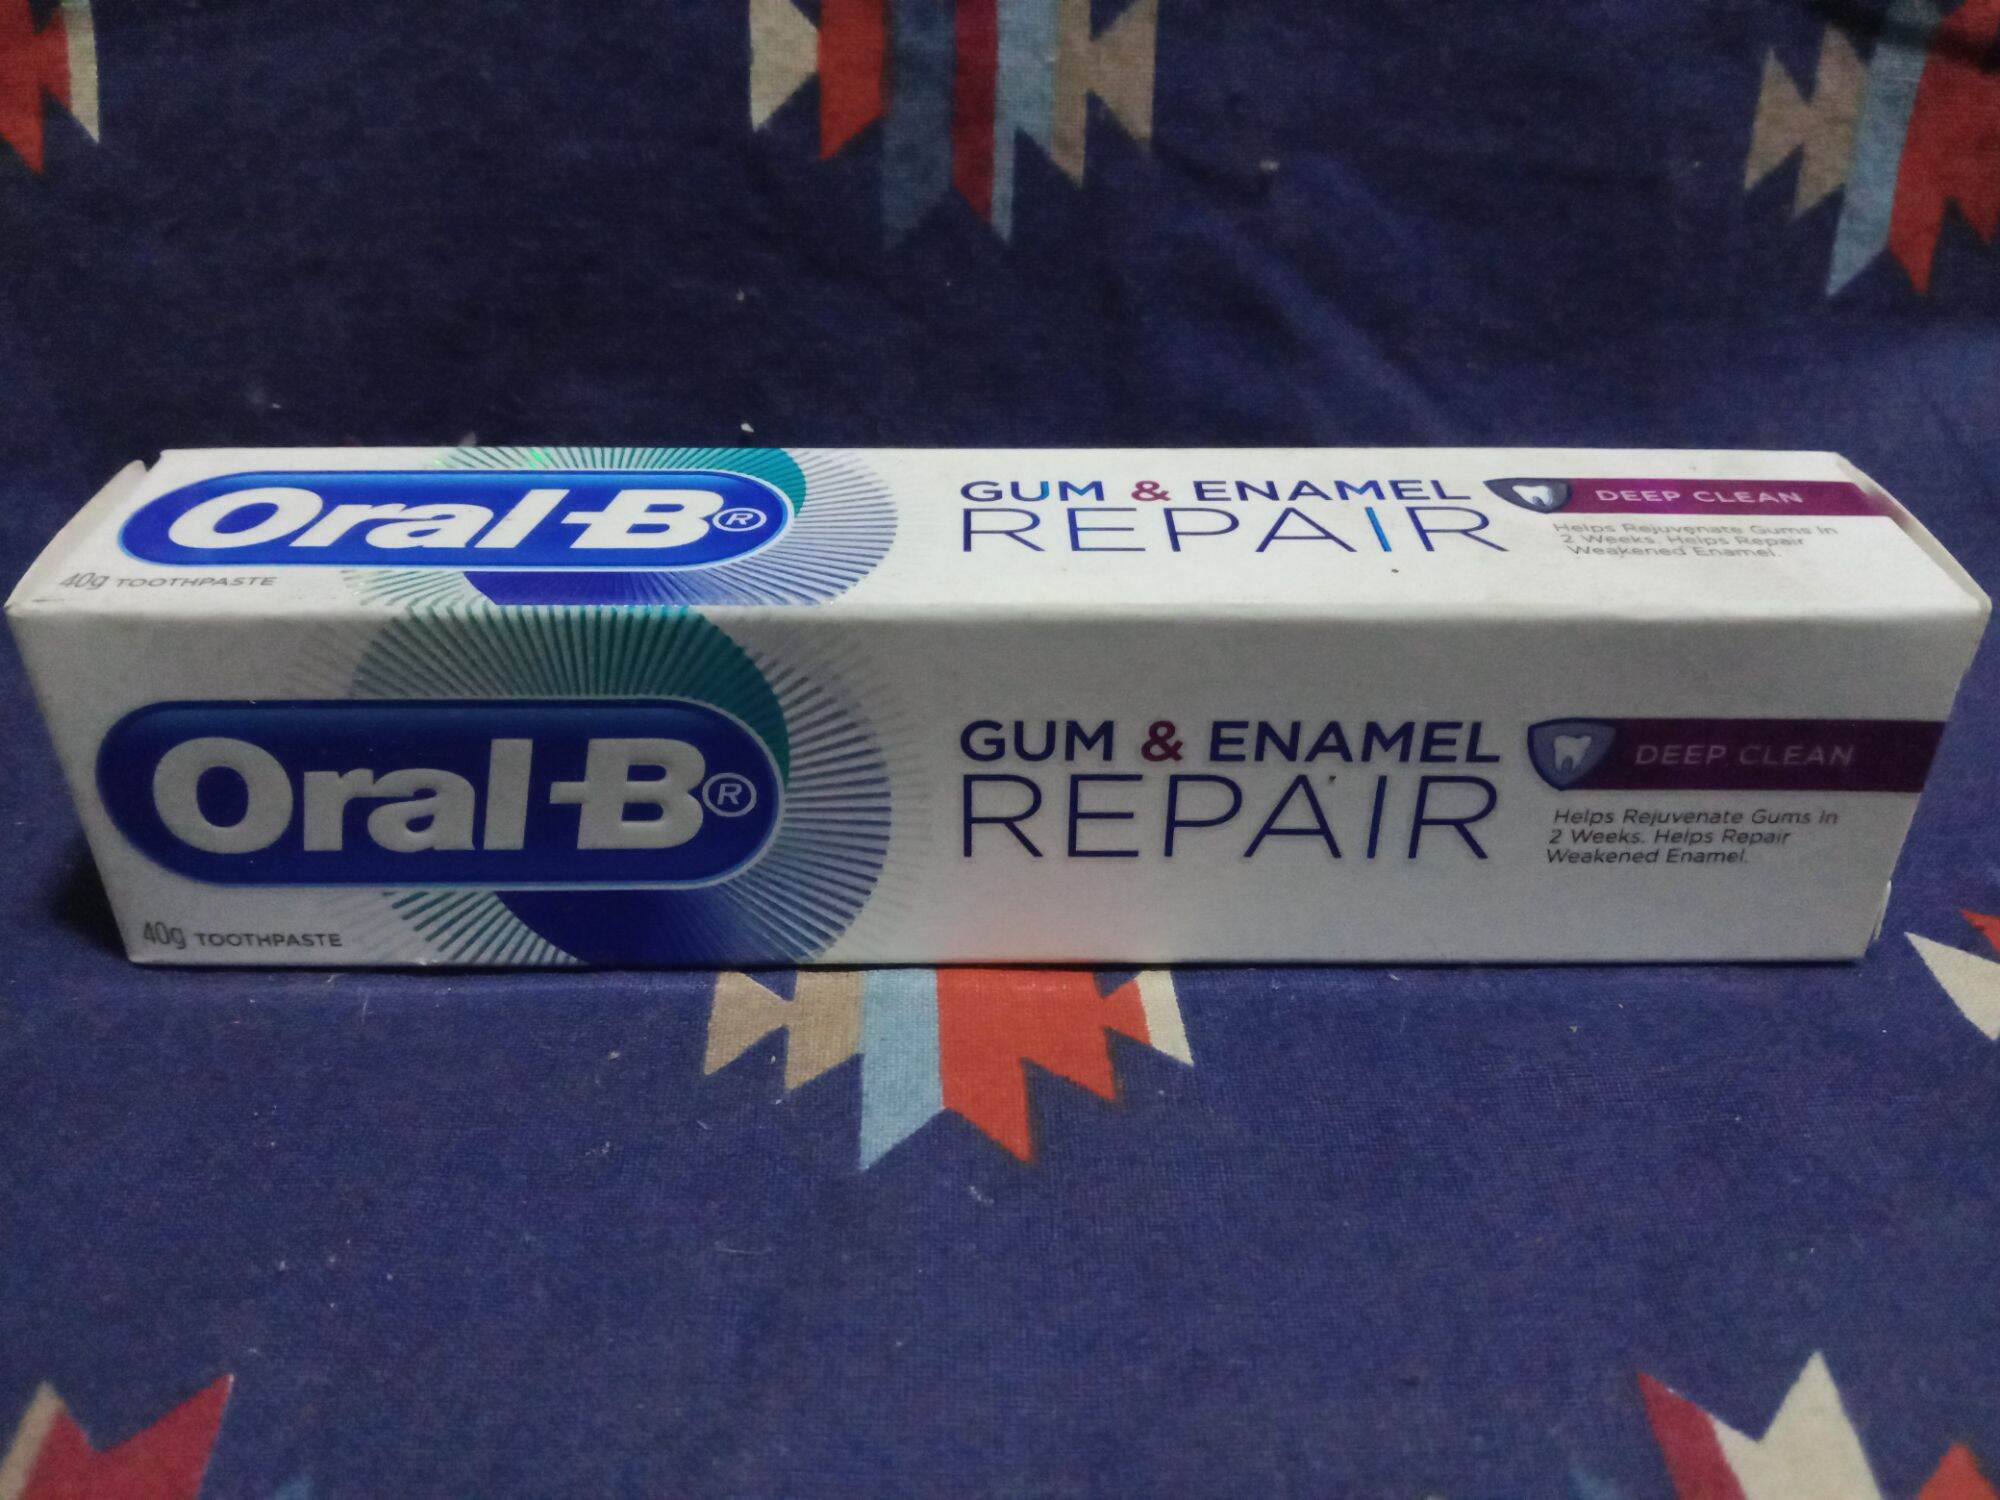 Oral-B®
GUM & ENAMEL
REPAIR
DEEP CLEAN
Helps Rejuvenate Gums in
2 Weeks. Helps Repair
Weakened Enamel.
40g TOOTHPASTE
Oral-B®
GUM & ENAMEL
REPAIR
DEEP CLEAN
Helps Rejuvenate Gums in
2 Weeks. Helps Repair
Weakened Enamel.
40g TOOTHPASTE